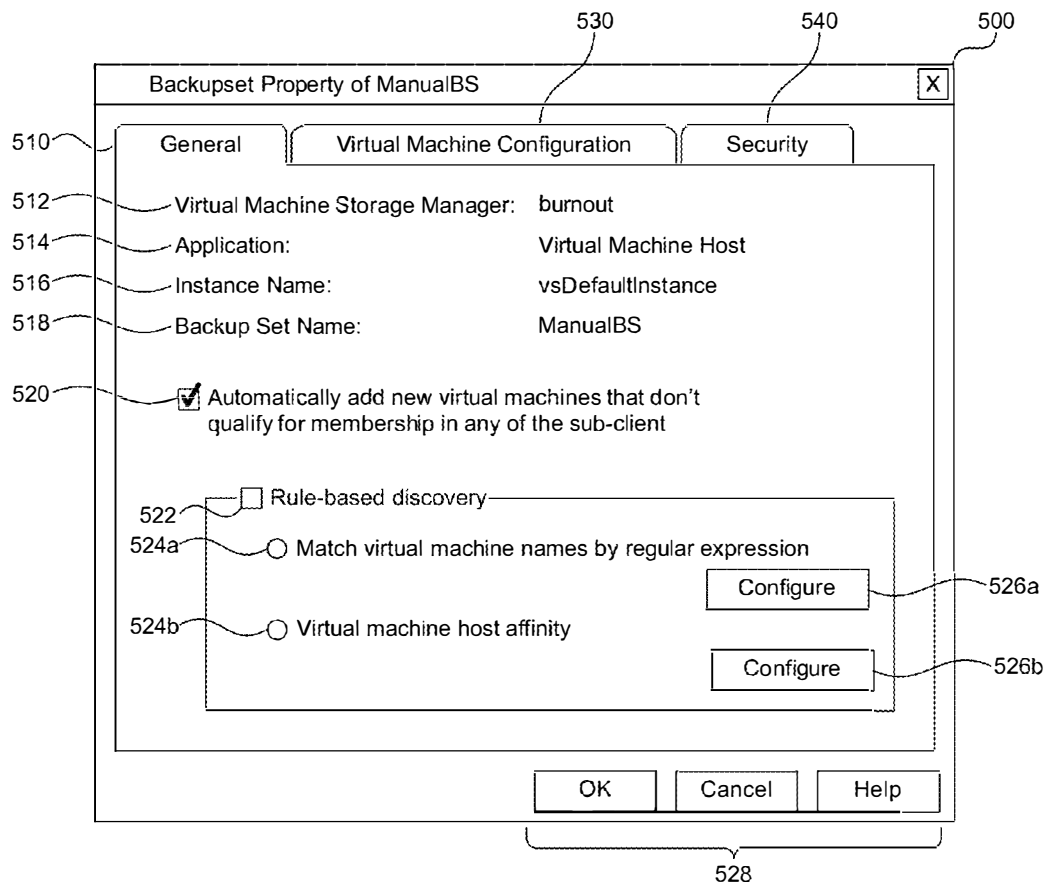 530 540 500
Backupset Property of ManualBS X
510 General Virtual Machine Configuration Security
512 Virtual Machine Storage Manager: burnout
514 Application: Virtual Machine Host
516 Instance Name: vsDefaultInstance
518 Backup Set Name: ManualBS
520 Automatically add new virtual machines that don't
qualify for membership in any of the sub-client
522 Rule-based discovery
524a Match virtual machine names by regular expression
Configure 526a
524b Virtual machine host affinity
Configure 526b
OK Cancel Help
528